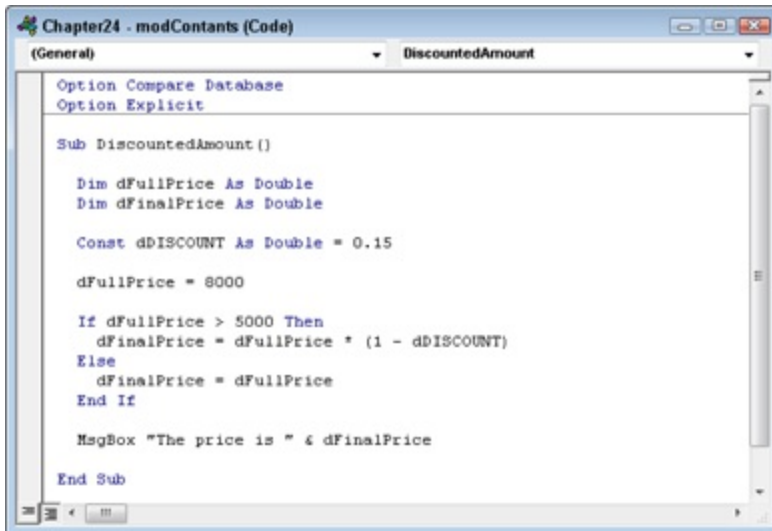 Chapter24 - modContants (Code)
(General) DiscountedAmount
Option Compare Database
Option Explicit
Sub DiscountedAmount()
Dim dFullPrice As Double
Dim dFinalPrice As Double
Const dDISCOUNT As Double = 0.15
dFullPrice = 8000
If dFullPrice > 5000 Then
dFinalPrice = dFullPrice * (1 - dDISCOUNT)
Else
dFinalPrice = dFullPrice
End If
MsgBox "The price is " & dFinalPrice
End Sub